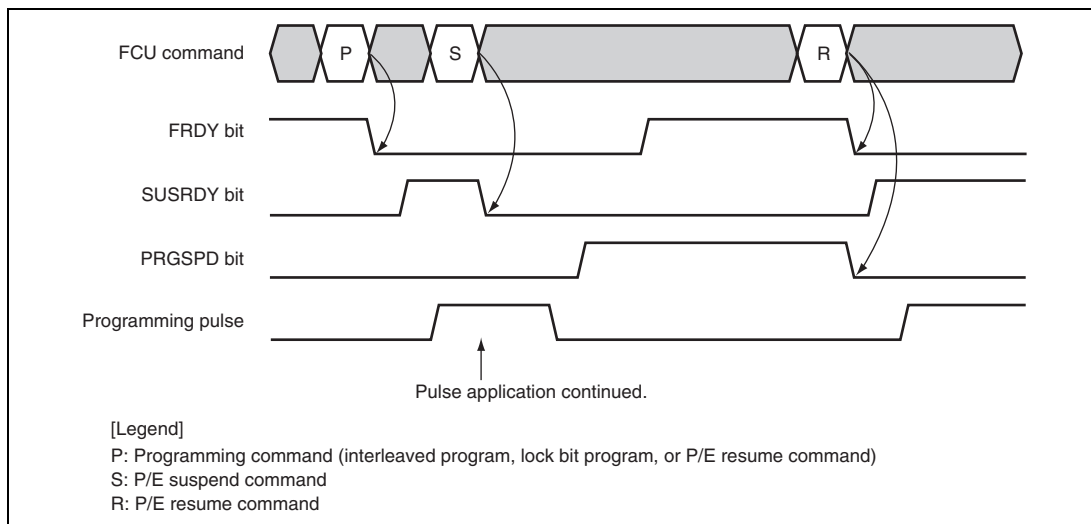 FCU command
P
S
R
FRDY bit
SUSRDY bit
PRGSPD bit
Programming pulse
Pulse application continued.
[Legend]
P: Programming command (interleaved program, lock bit program, or P/E resume command)
S: P/E suspend command
R: P/E resume command